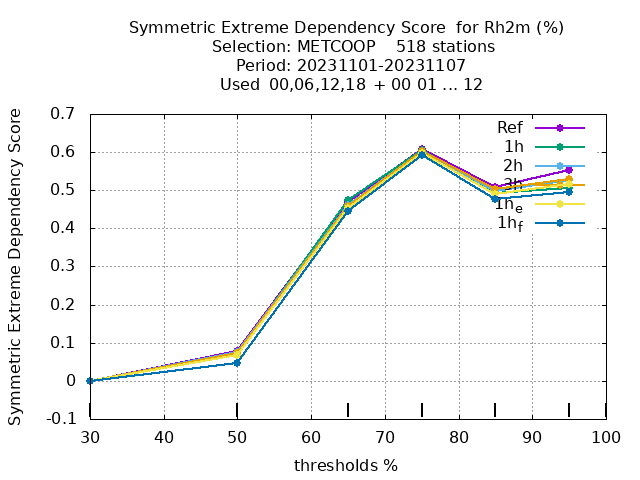 Symmetric Extreme Dependency Score for Rh2m (%)
Selection: METCOOP 518 stations
Period: 20231101-20231107
Used 00,06,12,18 + 00 01 ... 12
Symmetric Extreme Dependency Score
0.7
0.6
0.5
0.4
0.3
0.2
0.1
0
-0.1
Ref
1h
2h
3h
1he
1hf
30 40 50 60 70 80 90 100
thresholds %